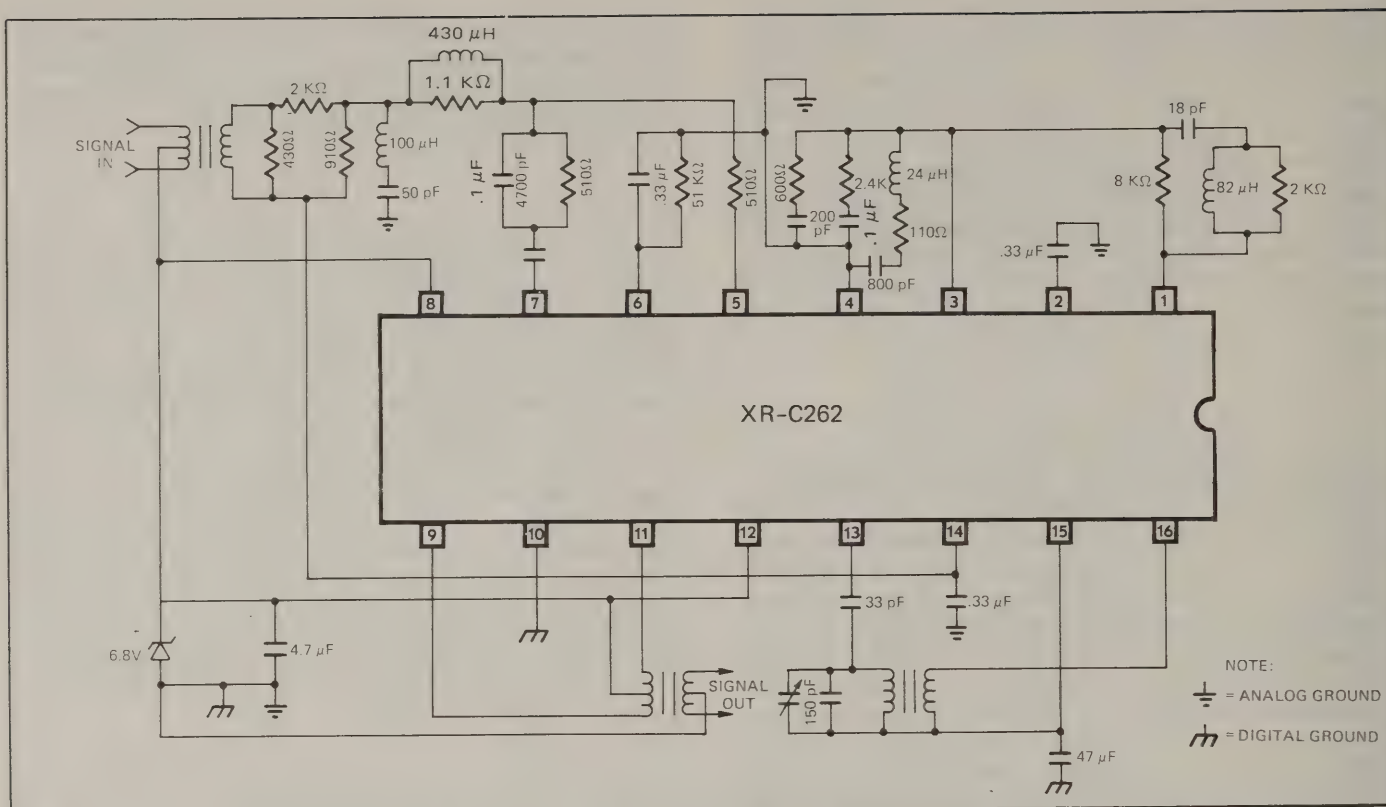 430 µH
1.1 KΩ
2 KΩ
SIGNAL
IN
430Ω
910Ω
100 µH
50 pF
.1 µF
4700 pF
510Ω
.33 µF
51 KΩ
510Ω
600Ω
200
pF
2.4K
.1 µF
24 µH
110Ω
800 pF
.33 µF
8 KΩ
18 pF
82 µH
2 KΩ
8
7
6
5
4
3
2
1
XR-C262
9
10
11
12
13
14
15
16
6.8V
4.7 µF
SIGNAL
OUT
33 pF
.33 µF
150 pF
47 µF
NOTE:
= ANALOG GROUND
= DIGITAL GROUND